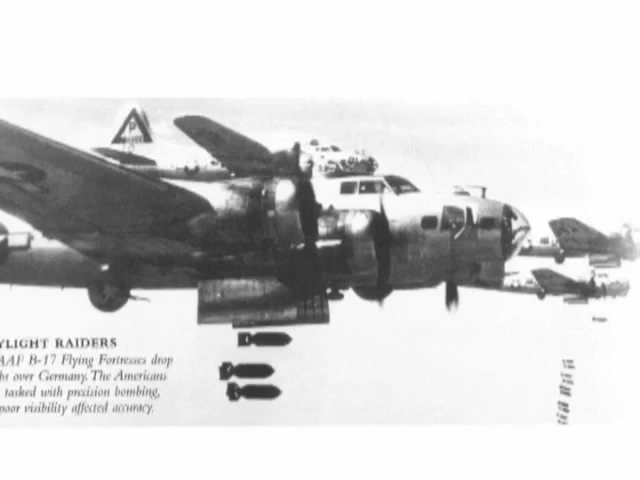 YLIGHT RAIDERS
AAF B-17 Flying Fortresses drop
bs over Germany. The Americans
tasked with precision bombing,
poor visibility affected accuracy.